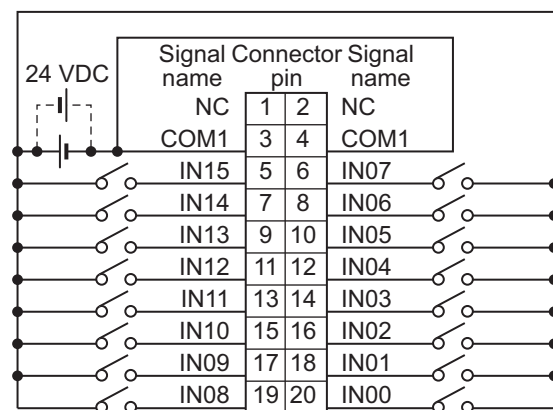 Signal Connector Signal
name pin name
24 VDC
NC 1 2 NC
COM1 3 4 COM1
IN15 5 6 IN07
IN14 7 8 IN06
IN13 9 10 IN05
IN12 11 12 IN04
IN11 13 14 IN03
IN10 15 16 IN02
IN09 17 18 IN01
IN08 19 20 IN00